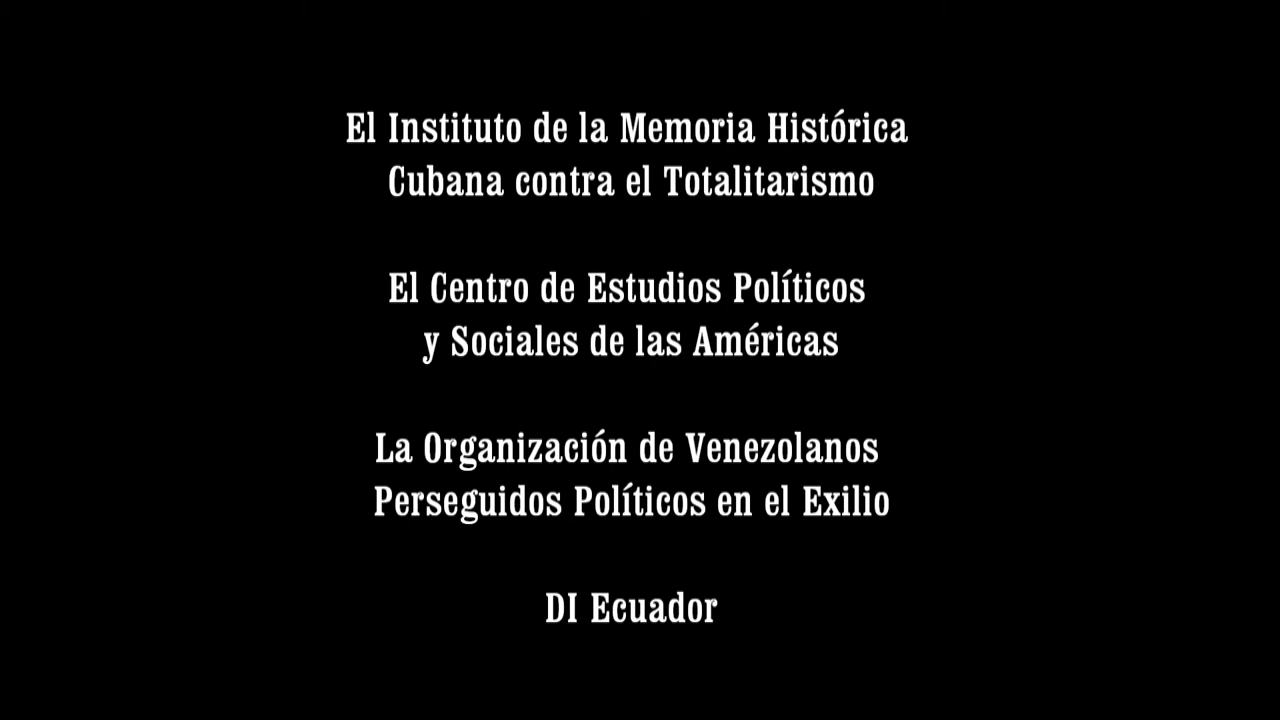 El Instituto de la Memoria Histórica
Cubana contra el Totalitarismo
El Centro de Estudios Políticos
y Sociales de las Américas
La Organización de Venezolanos
Perseguidos Políticos en el Exilio
DI Ecuador